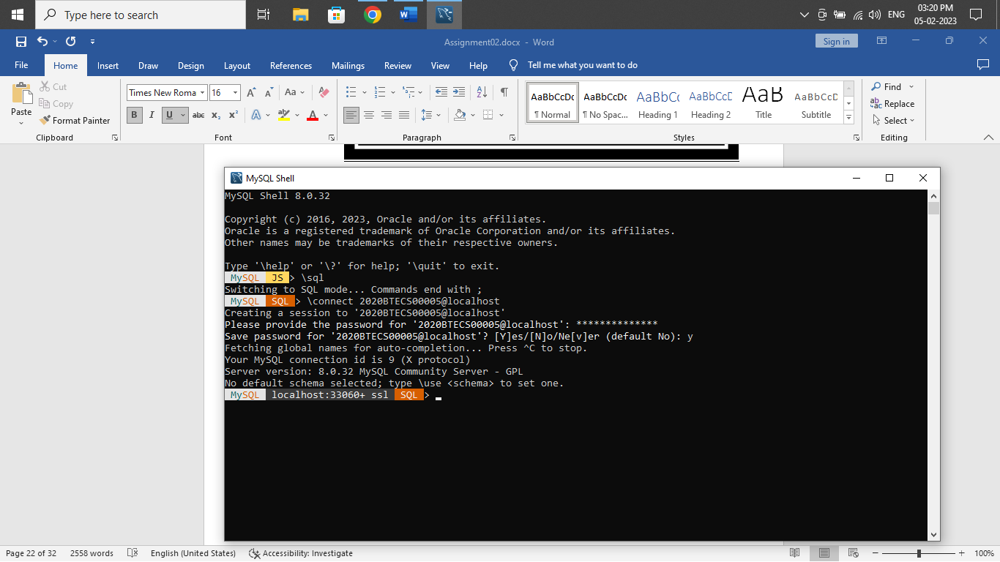 Type here to search
ENG
03:20 PM
05-02-2023
Assignment02.docx - Word
Sign in
File Home Insert Draw Design Layout References Mailings Review View Help Tell me what you want to do
Paste
Cut
Copy
Format Painter
Clipboard
Times New Roma 16
Aa
B I U abc x₂ x²
Font
Paragraph
AaBbCcDc AaBbCcDc AaBbCc AaBbCcD AaB AaBbCcD
¶ Normal ¶ No Spac... Heading 1 Heading 2 Title Subtitle
Styles
Find
Replace
Select
Editing
MySQL Shell
MySQL Shell 8.0.32
Copyright (c) 2016, 2023, Oracle and/or its affiliates.
Oracle is a registered trademark of Oracle Corporation and/or its affiliates.
Other names may be trademarks of their respective owners.
Type '\help' or '\?' for help; '\quit' to exit.
MySQL JS > \sql
Switching to SQL mode... Commands end with ;
MySQL SQL > \connect 2020BTECS00005@localhost
Creating a session to '2020BTECS00005@localhost'
Please provide the password for '2020BTECS00005@localhost': **************
Save password for '2020BTECS00005@localhost'? [Y]es/[N]o/Ne[v]er (default No): y
Fetching global names for auto-completion... Press ^C to stop.
Your MySQL connection id is 9 (X protocol)
Server version: 8.0.32 MySQL Community Server - GPL
No default schema selected; type \use <schema> to set one.
MySQL localhost:33060+ ssl SQL >
Page 22 of 32 2558 words English (United States) Accessibility: Investigate 100%